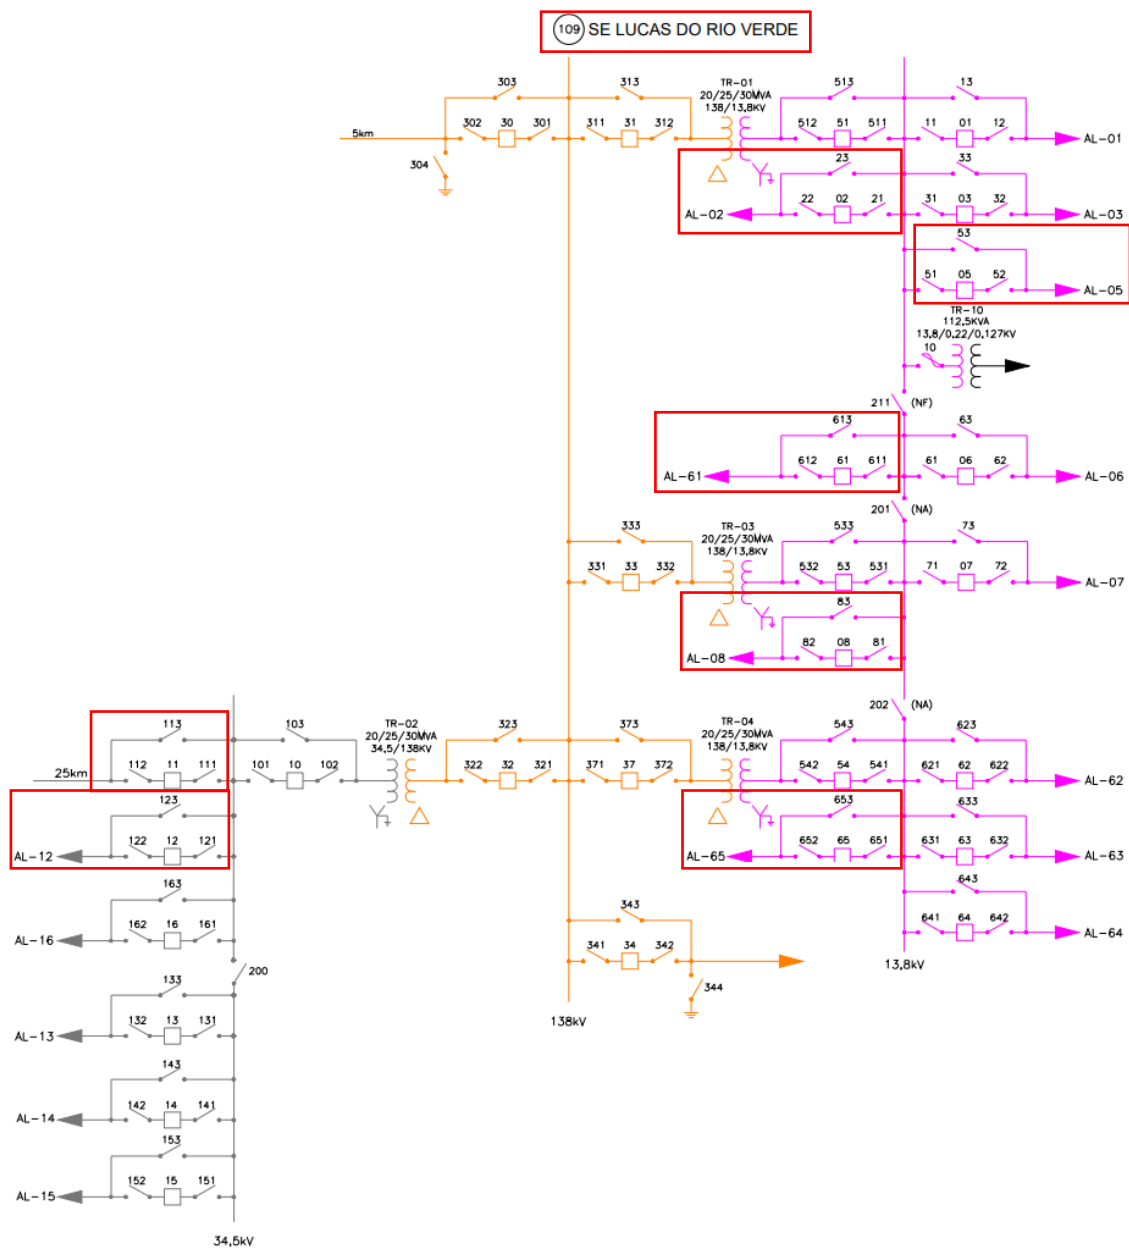 109 SE LUCAS DO RIO VERDE
303 313 TR-01 513 13
20/25/30MVA
138/13,8KV
5km 302 30 301 311 31 312 512 51 511 11 01 12 AL-01
304 23 33
AL-02 22 02 21 31 03 32 AL-03
53
51 05 52 AL-05
TR-10
112,5KVA
13,8/0,22/0,127KV
10
211 (NF)
613 63
AL-61 612 61 611 61 06 62 AL-06
201 (NA)
333 TR-03 533 73
20/25/30MVA
138/13,8KV
331 33 332 532 53 531 71 07 72 AL-07
83
AL-08 82 08 81
202 (NA)
113 103 TR-02 323 373 TR-04 543 623
20/25/30MVA 20/25/30MVA
34,5/138KV 138/13,8KV
25km 112 11 111 101 10 102 322 32 321 371 37 372 542 54 541 621 62 622 AL-62
123 653 633
AL-12 122 12 121 AL-65 652 65 651 631 63 632 AL-63
163 643
343
AL-16 162 16 161 641 64 642 AL-64
341 34 342
13,8kV
200
133 344
138kV
AL-13 132 13 131
143
AL-14 142 14 141
153
AL-15 152 15 151
34,5kV